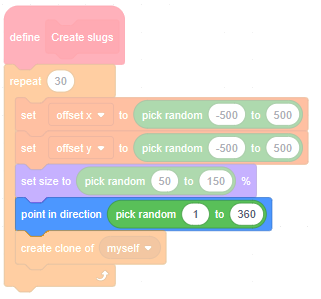 define Create slugs
repeat 30
set offset x to pick random -500 to 500
set offset y to pick random -500 to 500
set size to pick random 50 to 150 %
point in direction pick random 1 to 360
create clone of myself